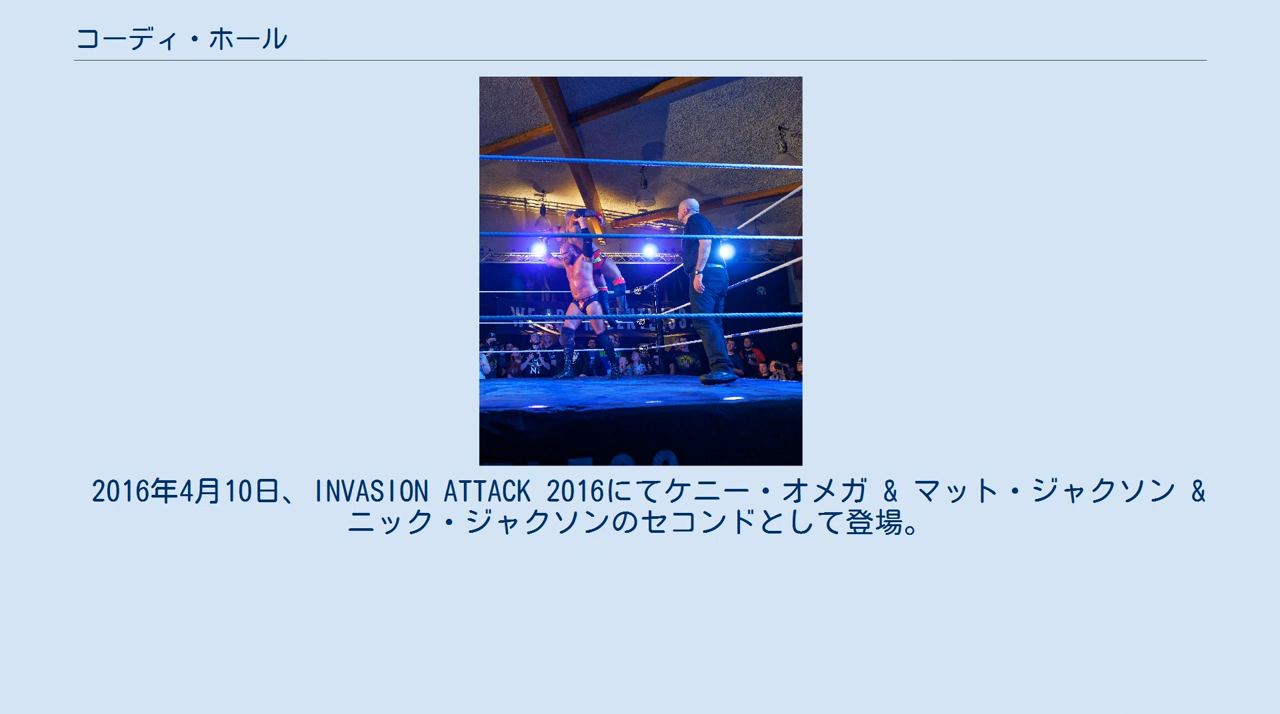 コーディ・ホール
2016年4月10日、INVASION ATTACK 2016にてケニー・オメガ & マット・ジャクソン &
ニック・ジャクソンのセコンドとして登場。